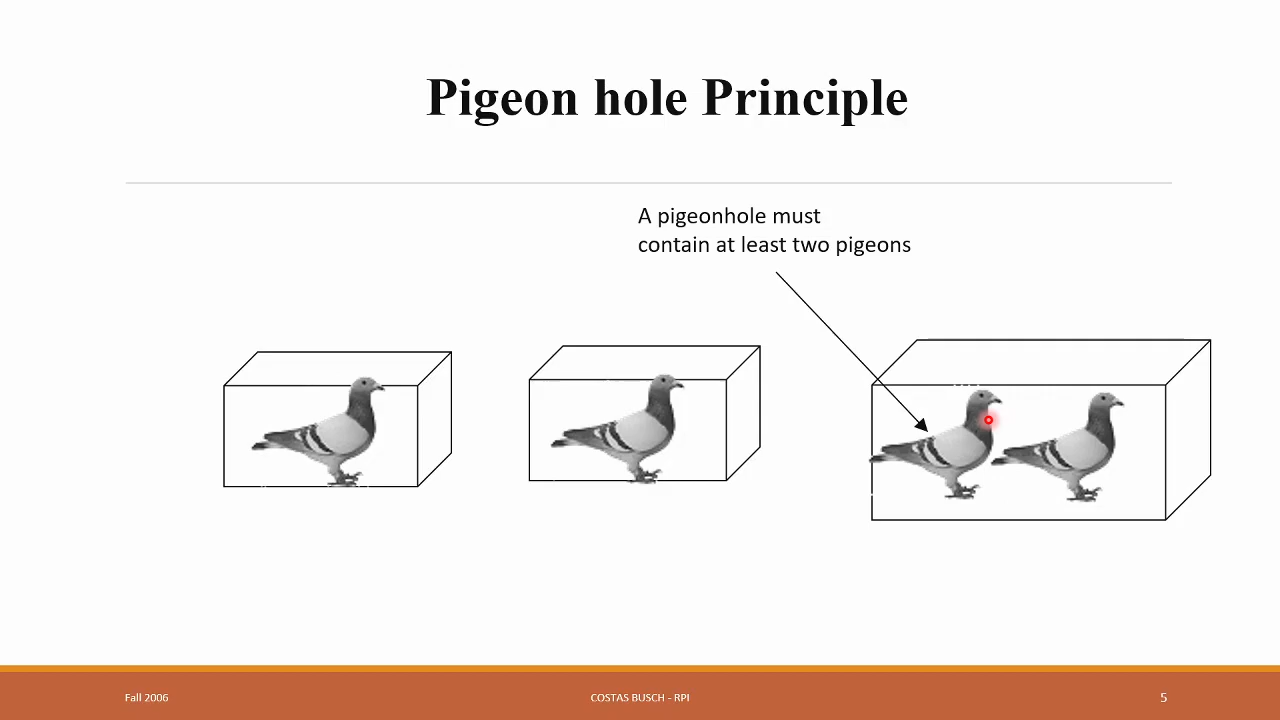 Pigeon hole Principle
A pigeonhole must
contain at least two pigeons
Fall 2006
COSTAS BUSCH - RPI
5